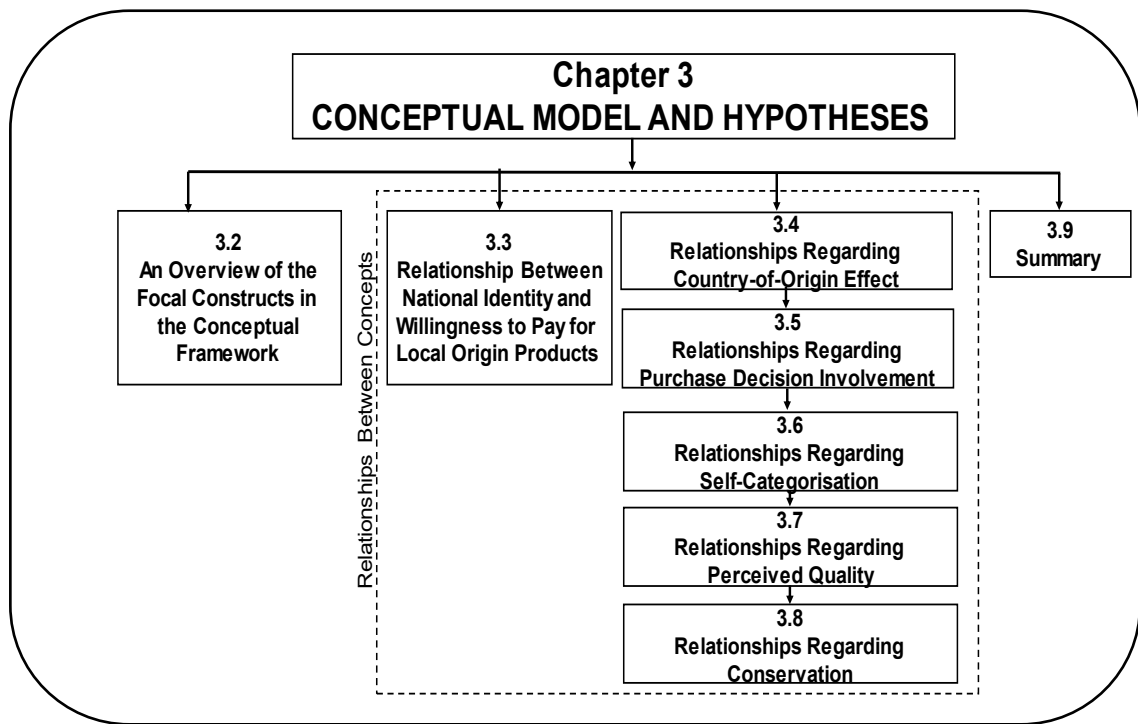 Chapter 3
CONCEPTUAL MODEL AND HYPOTHESES
3.2
An Overview of the
Focal Constructs in
the Conceptual
Framework
Relationships Between Concepts
3.3
Relationship Between
National Identity and
Willingness to Pay for
Local Origin Products
3.4
Relationships Regarding
Country-of-Origin Effect
3.5
Relationships Regarding
Purchase Decision Involvement
3.6
Relationships Regarding
Self-Categorisation
3.7
Relationships Regarding
Perceived Quality
3.8
Relationships Regarding
Conservation
3.9
Summary